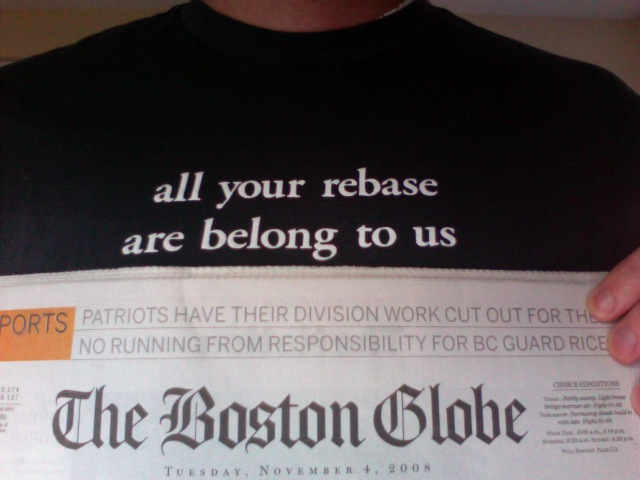 all your rebase
are belong to us
PORTS
PATRIOTS HAVE THEIR DIVISION WORK CUT OUT FOR THE
NO RUNNING FROM RESPONSIBILITY FOR BC GUARD RICE
CHOICE CONDITIONS
The Boston Globe
TUESDAY, NOVEMBER 4, 2008